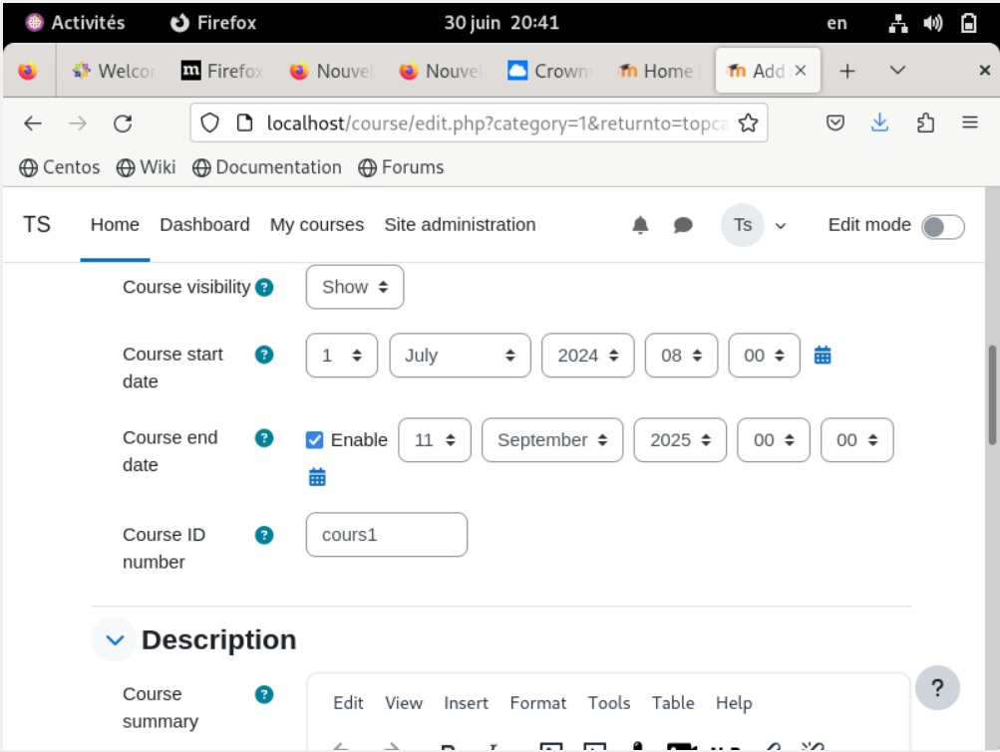 Activités Firefox 30 juin 20:41 en
Welcor Firefox Nouvel Nouvel Crown Home Add
localhost/course/edit.php?category=1&returnto=topca
Centos Wiki Documentation Forums
TS Home Dashboard My courses Site administration Ts Edit mode
Course visibility ? Show
Course start date ? 1 July 2024 08 00
Course end date ? Enable 11 September 2025 00 00
Course ID number ? cours1
Description
Course summary ? Edit View Insert Format Tools Table Help
?